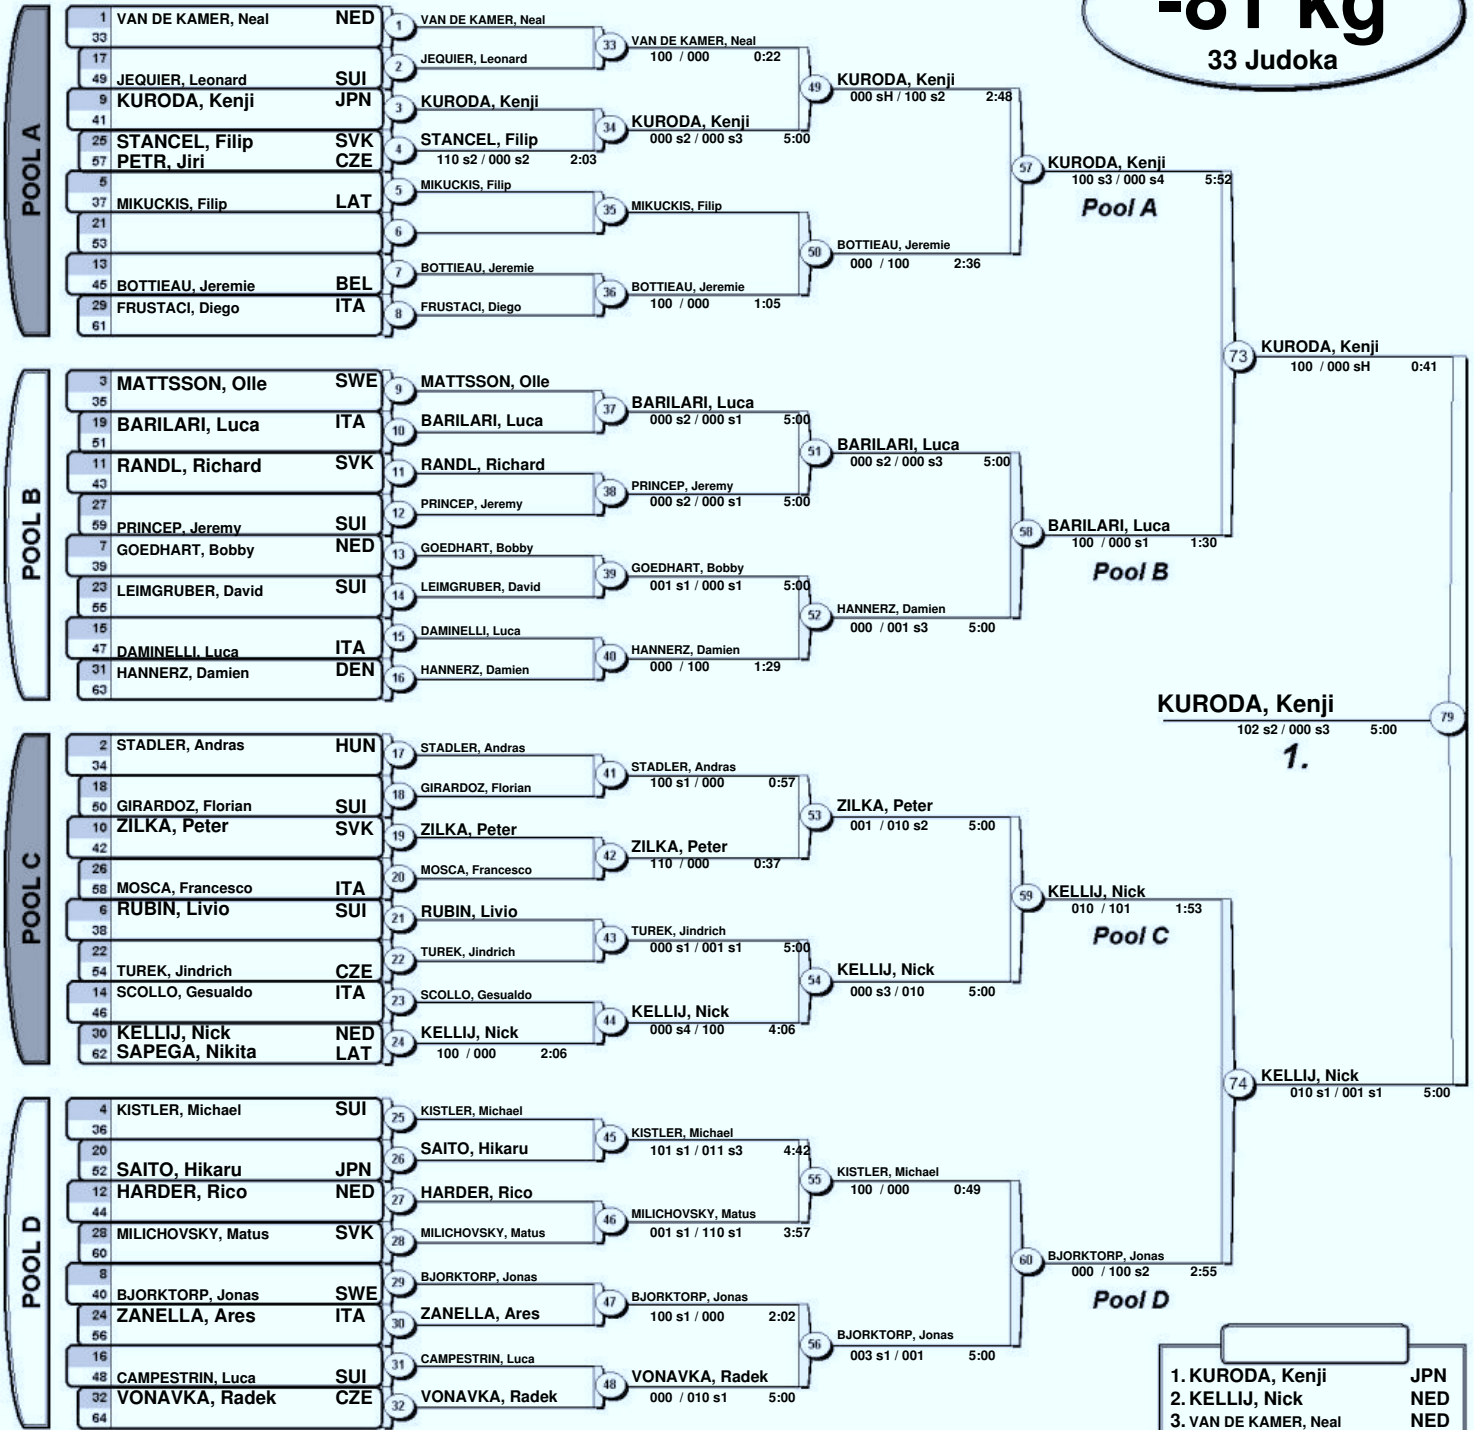 -81 kg
33 Judoka
POOL A
1 VAN DE KAMER, Neal NED
33
17
49 JEQUIER, Leonard SUI
9 KURODA, Kenji JPN
41
25 STANCEL, Filip SVK
57 PETR, Jiri CZE
5
37 MIKUCKIS, Filip LAT
21
53
13
45 BOTTIEAU, Jeremie BEL
29 FRUSTACI, Diego ITA
61
1 VAN DE KAMER, Neal
2 JEQUIER, Leonard
3 KURODA, Kenji
4 STANCEL, Filip
110 s2 / 000 s2 2:03
5 MIKUCKIS, Filip
6
7 BOTTIEAU, Jeremie
8 FRUSTACI, Diego
33 VAN DE KAMER, Neal
100 / 000 0:22
34 KURODA, Kenji
000 s2 / 000 s3 5:00
35 MIKUCKIS, Filip
36 BOTTIEAU, Jeremie
100 / 000 1:05
49 KURODA, Kenji
000 sH / 100 s2 2:48
50 BOTTIEAU, Jeremie
000 / 100 2:36
57 KURODA, Kenji
100 s3 / 000 s4 5:52
Pool A
POOL B
3 MATTSSON, Olle SWE
35
19 BARILARI, Luca ITA
51
11 RANDL, Richard SVK
43
27
59 PRINCEP, Jeremy SUI
7 GOEDHART, Bobby NED
39
23 LEIMGRUBER, David SUI
55
15
47 DAMINELLI, Luca ITA
31 HANNERZ, Damien DEN
63
9 MATTSSON, Olle
10 BARILARI, Luca
11 RANDL, Richard
12 PRINCEP, Jeremy
13 GOEDHART, Bobby
14 LEIMGRUBER, David
15 DAMINELLI, Luca
16 HANNERZ, Damien
37 BARILARI, Luca
000 s2 / 000 s1 5:00
38 PRINCEP, Jeremy
000 s2 / 000 s1 5:00
39 GOEDHART, Bobby
001 s1 / 000 s1 5:00
40 HANNERZ, Damien
000 / 100 1:29
51 BARILARI, Luca
000 s2 / 000 s3 5:00
52 HANNERZ, Damien
000 / 001 s3 5:00
58 BARILARI, Luca
100 / 000 s1 1:30
Pool B
73 KURODA, Kenji
100 / 000 sH 0:41
KURODA, Kenji 79
102 s2 / 000 s3 5:00
1.
POOL C
2 STADLER, Andras HUN
34
18
50 GIRARDOZ, Florian SUI
10 ZILKA, Peter SVK
42
26
58 MOSCA, Francesco ITA
6 RUBIN, Livio SUI
38
22
54 TUREK, Jindrich CZE
14 SCOLLO, Gesualdo ITA
46
30 KELLIJ, Nick NED
62 SAPEGA, Nikita LAT
17 STADLER, Andras
18 GIRARDOZ, Florian
19 ZILKA, Peter
20 MOSCA, Francesco
21 RUBIN, Livio
22 TUREK, Jindrich
23 SCOLLO, Gesualdo
24 KELLIJ, Nick
100 / 000 2:06
41 STADLER, Andras
100 s1 / 000 0:57
42 ZILKA, Peter
110 / 000 0:37
43 TUREK, Jindrich
000 s1 / 001 s1 5:00
44 KELLIJ, Nick
000 s4 / 100 4:06
53 ZILKA, Peter
001 / 010 s2 5:00
54 KELLIJ, Nick
000 s3 / 010 5:00
59 KELLIJ, Nick
010 / 101 1:53
Pool C
POOL D
4 KISTLER, Michael SUI
36
20
52 SAITO, Hikaru JPN
12 HARDER, Rico NED
44
28 MILICHOVSKY, Matus SVK
60
8
40 BJORKTORP, Jonas SWE
24 ZANELLA, Ares ITA
56
16
48 CAMPESTRIN, Luca SUI
32 VONAVKA, Radek CZE
64
25 KISTLER, Michael
26 SAITO, Hikaru
27 HARDER, Rico
28 MILICHOVSKY, Matus
29 BJORKTORP, Jonas
30 ZANELLA, Ares
31 CAMPESTRIN, Luca
32 VONAVKA, Radek
45 KISTLER, Michael
101 s1 / 011 s3 4:42
46 MILICHOVSKY, Matus
001 s1 / 110 s1 3:57
47 BJORKTORP, Jonas
100 s1 / 000 2:02
48 VONAVKA, Radek
000 / 010 s1 5:00
55 KISTLER, Michael
100 / 000 0:49
56 BJORKTORP, Jonas
003 s1 / 001 5:00
60 BJORKTORP, Jonas
000 / 100 s2 2:55
Pool D
74 KELLIJ, Nick
010 s1 / 001 s1 5:00
1. KURODA, Kenji JPN
2. KELLIJ, Nick NED
3. VAN DE KAMER, Neal NED